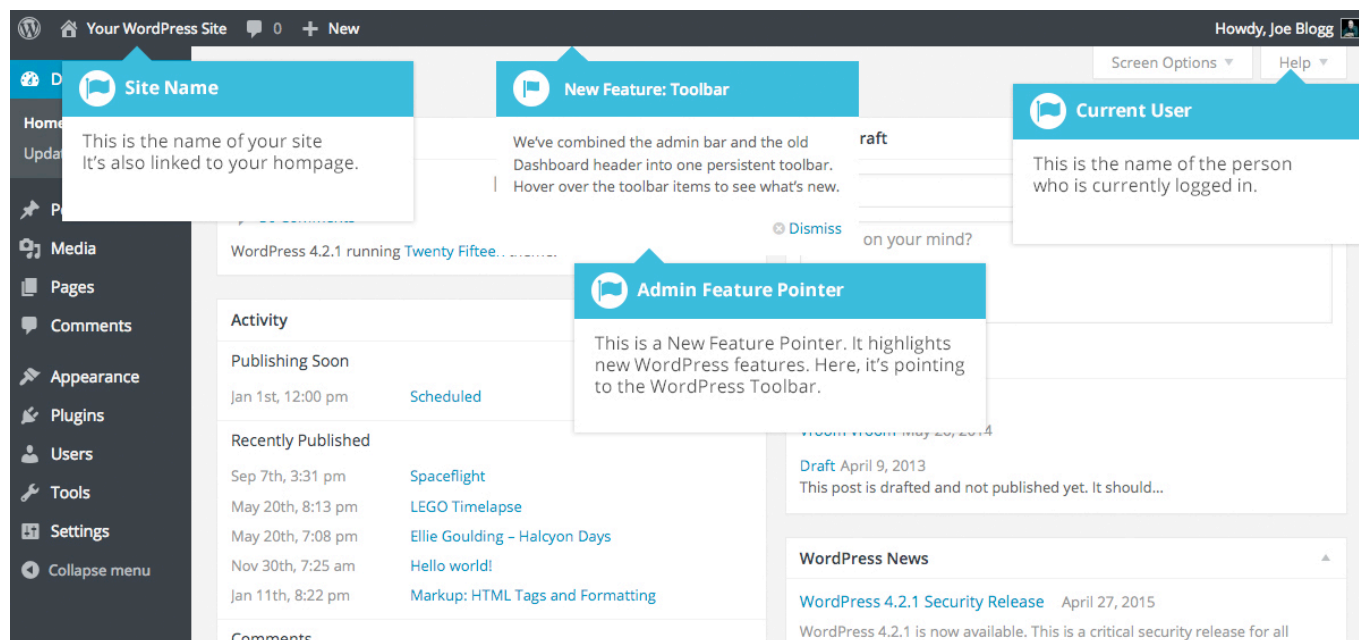 Your WordPress Site 0 New Howdy, Joe Blogg
Screen Options Help
Site Name
This is the name of your site
It's also linked to your hompage.
New Feature: Toolbar
We've combined the admin bar and the old
Dashboard header into one persistent toolbar.
Hover over the toolbar items to see what's new.
Dismiss
Current User
This is the name of the person
who is currently logged in.
Admin Feature Pointer
This is a New Feature Pointer. It highlights
new WordPress features. Here, it's pointing
to the WordPress Toolbar.
Home
Media
Pages
Comments
Appearance
Plugins
Users
Tools
Settings
Collapse menu
WordPress 4.2.1 running Twenty Fifteen theme.
Activity
Publishing Soon
Jan 1st, 12:00 pm Scheduled
Recently Published
Sep 7th, 3:31 pm Spaceflight
May 20th, 8:13 pm LEGO Timelapse
May 20th, 7:08 pm Ellie Goulding – Halcyon Days
Nov 30th, 7:25 am Hello world!
Jan 11th, 8:22 pm Markup: HTML Tags and Formatting
Comments
on your mind?
Vroom Vroom May 20, 2014
Draft April 9, 2013
This post is drafted and not published yet. It should...
WordPress News
WordPress 4.2.1 Security Release April 27, 2015
WordPress 4.2.1 is now available. This is a critical security release for all